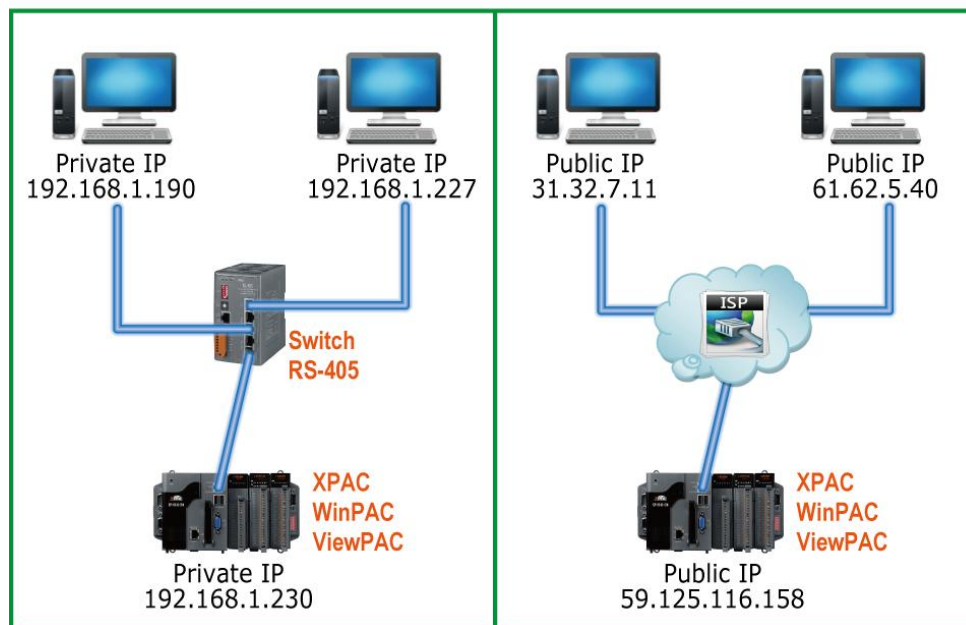 Private IP
192.168.1.190
Private IP
192.168.1.227
Switch
RS-405
XPAC
WinPAC
ViewPAC
Private IP
192.168.1.230
Public IP
31.32.7.11
Public IP
61.62.5.40
ISP
XPAC
WinPAC
ViewPAC
Public IP
59.125.116.158